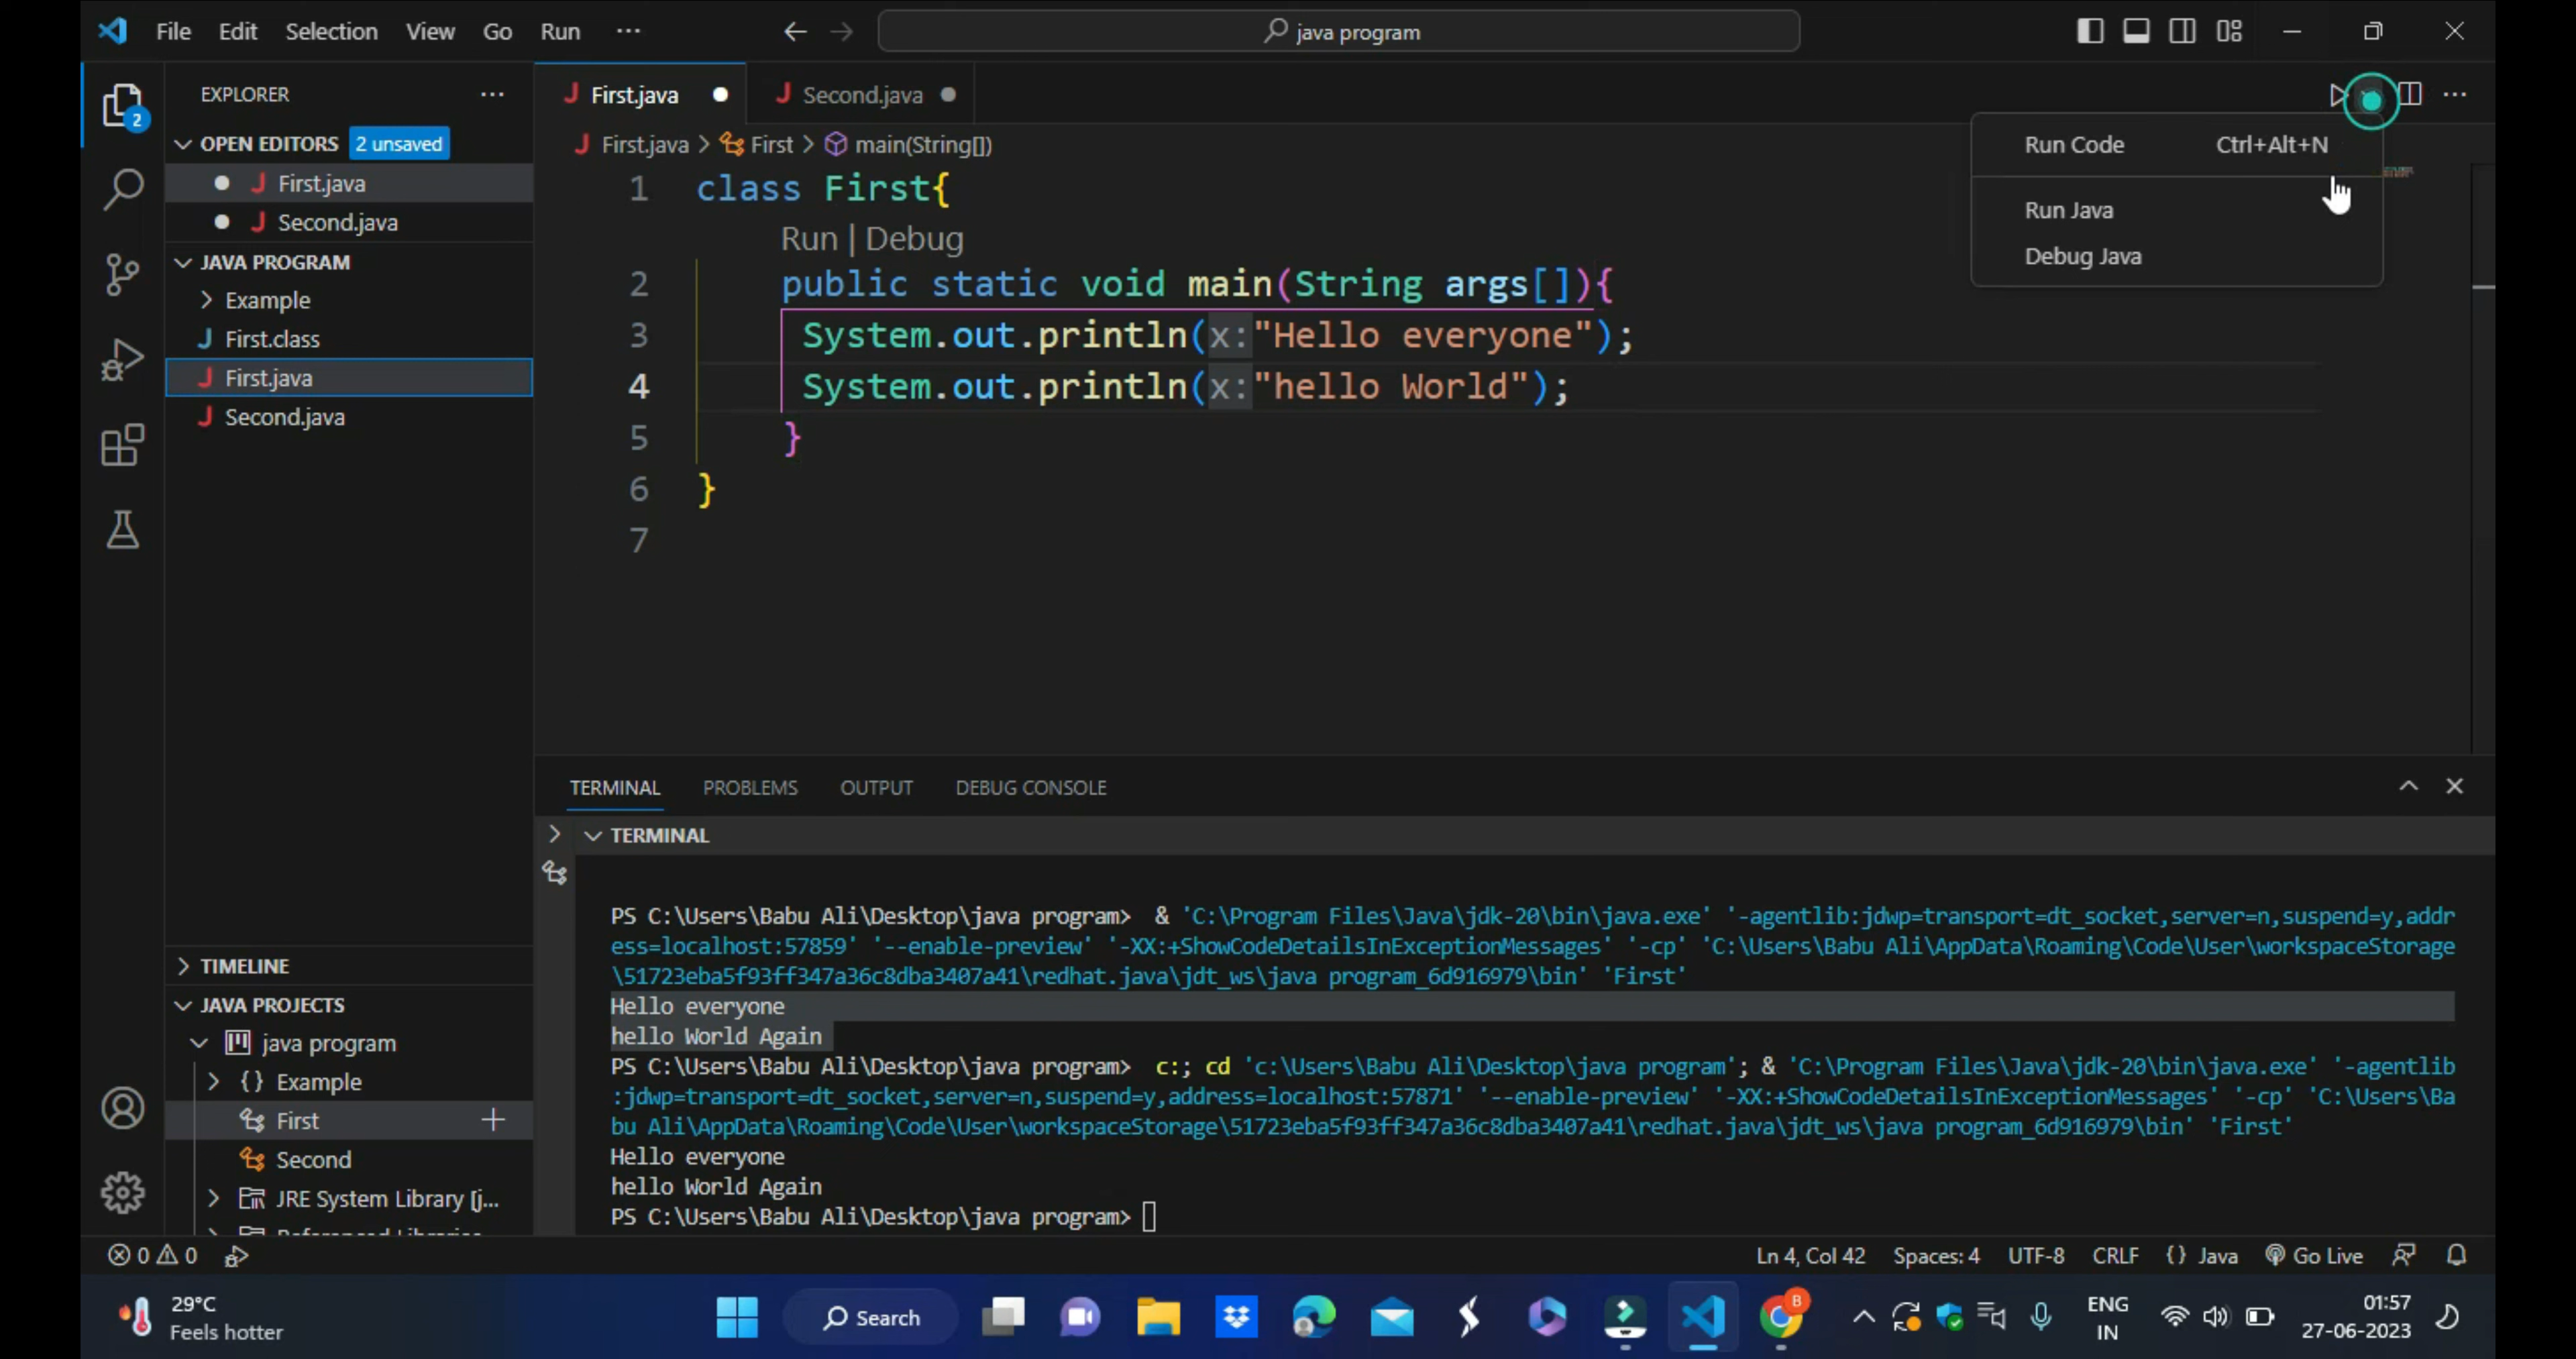 File Edit Selection View Go Run ...
java program
EXPLORER ...
OPEN EDITORS 2 unsaved
First.java
Second.java
JAVA PROGRAM
Example
First.class
First.java
Second.java
TIMELINE
JAVA PROJECTS
java program
{} Example
First
Second
JRE System Library [j...
2
First.java Second.java
First.java > First > main(String[])
1 class First{
Run | Debug
2 public static void main(String args[]){
3 System.out.println(x:"Hello everyone");
4 System.out.println(x:"hello World");
5 }
6 }
7
Run Code Ctrl+Alt+N
Run Java
Debug Java
TERMINAL PROBLEMS OUTPUT DEBUG CONSOLE
TERMINAL
PS C:\Users\Babu Ali\Desktop\java program> & 'C:\Program Files\Java\jdk-20\bin\java.exe' '-agentlib:jdwp=transport=dt_socket,server=n,suspend=y,addr
ess=localhost:57859' '--enable-preview' '-XX:+ShowCodeDetailsInExceptionMessages' '-cp' 'C:\Users\Babu Ali\AppData\Roaming\Code\User\workspaceStorage
\51723eba5f93ff347a36c8dba3407a41\redhat.java\jdt_ws\java program_6d916979\bin' 'First'
Hello everyone
hello World Again
PS C:\Users\Babu Ali\Desktop\java program> c:; cd 'c:\Users\Babu Ali\Desktop\java program'; & 'C:\Program Files\Java\jdk-20\bin\java.exe' '-agentlib
:jdwp=transport=dt_socket,server=n,suspend=y,address=localhost:57871' '--enable-preview' '-XX:+ShowCodeDetailsInExceptionMessages' '-cp' 'C:\Users\Ba
bu Ali\AppData\Roaming\Code\User\workspaceStorage\51723eba5f93ff347a36c8dba3407a41\redhat.java\jdt_ws\java program_6d916979\bin' 'First'
Hello everyone
hello World Again
PS C:\Users\Babu Ali\Desktop\java program>
0 0 Ln 4, Col 42 Spaces: 4 UTF-8 CRLF {} Java Go Live
29°C
Feels hotter
Search
B
ENG
IN
01:57
27-06-2023